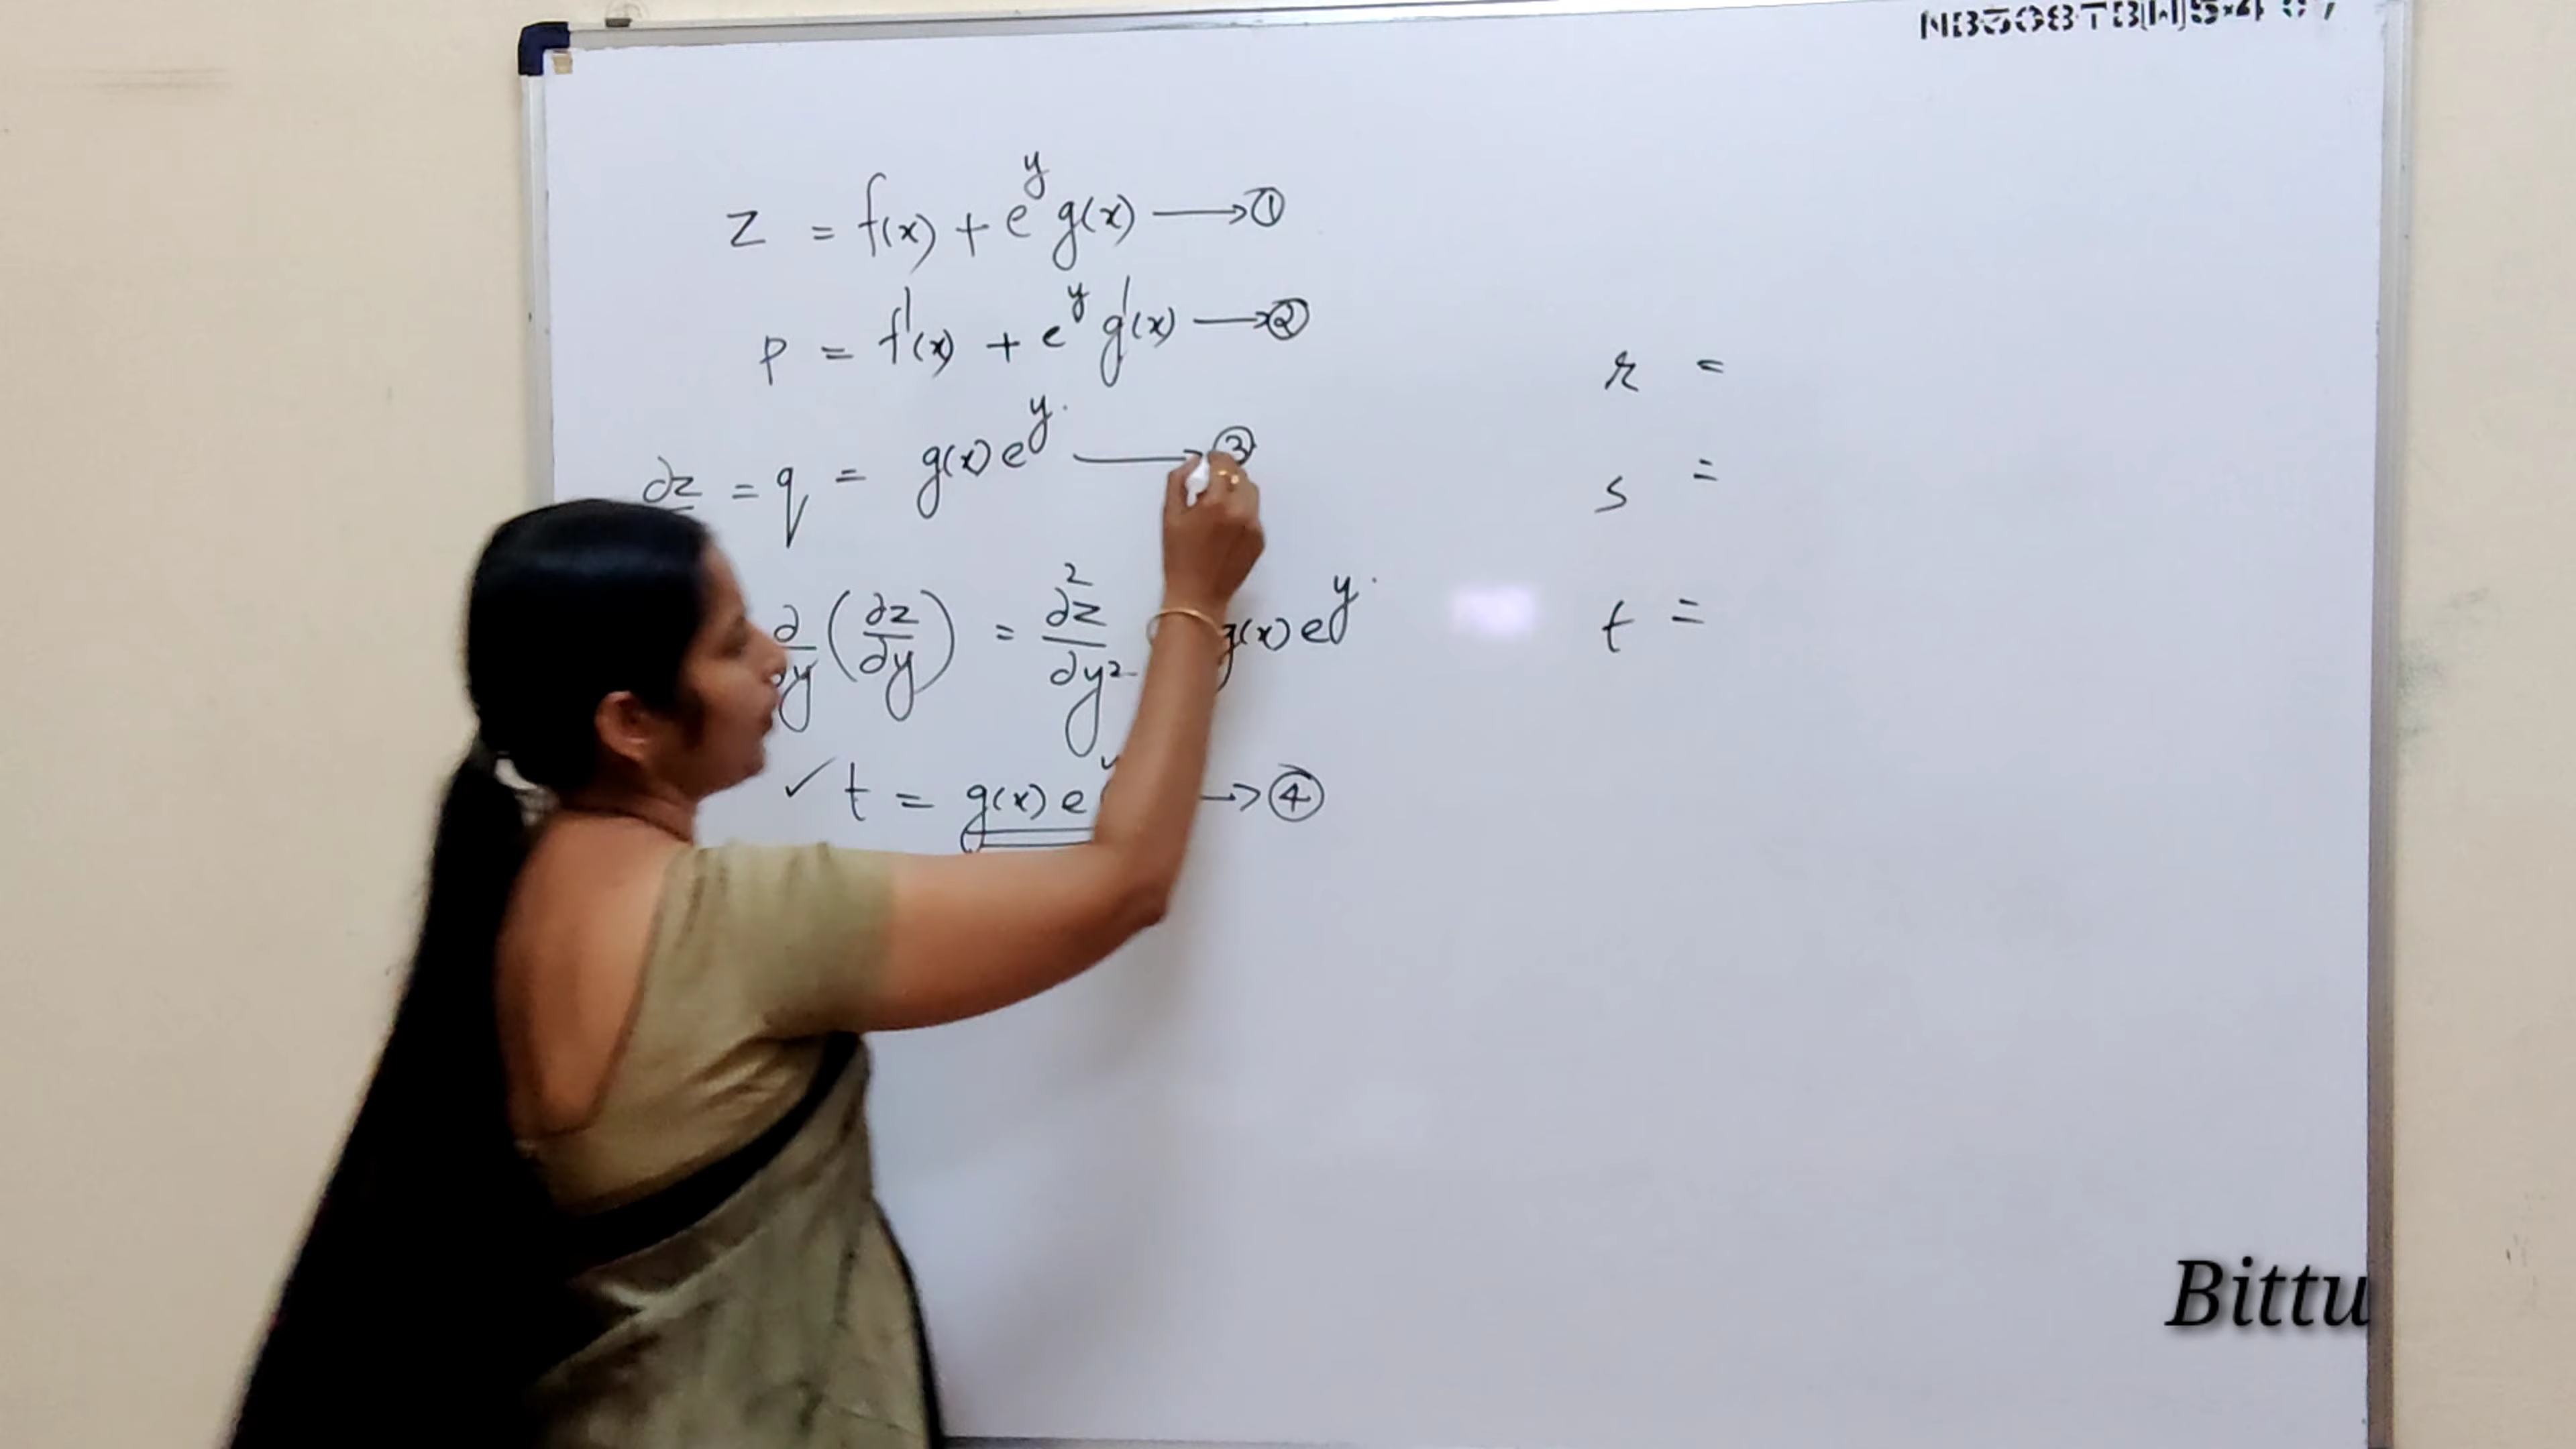 z = f(x) + e^y g(x) ⟶ ①
p = f'(x) + e^y g'(x) ⟶ ②
∂z = q = g(x) e^y. ⟶ ③
∂/∂y (∂z/∂y) = ∂²z/∂y² g(x) e^y.
✓ t = g(x) e → ④
r =
s =
t =
Bittu